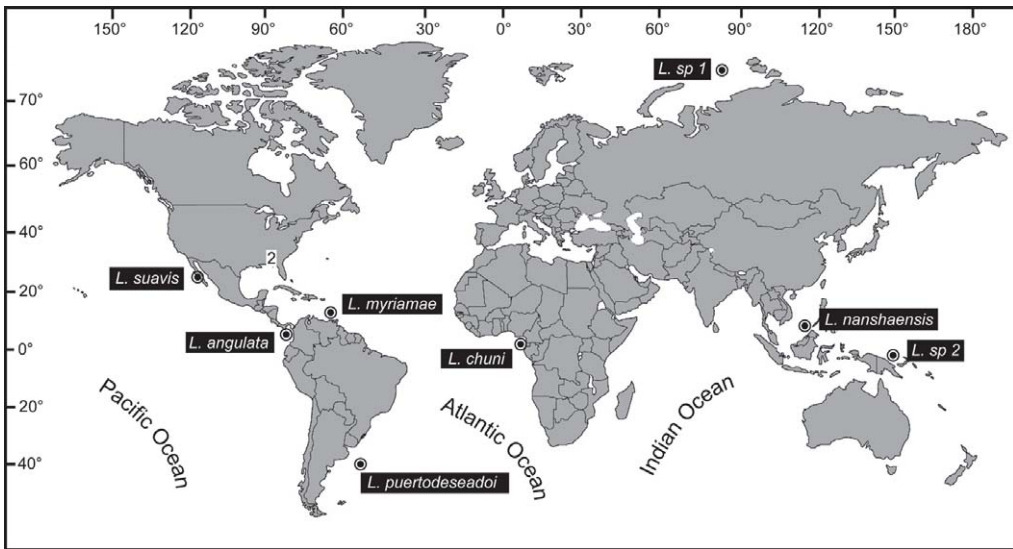 150° 120° 90° 60° 30° 0° 30° 60° 90° 120° 150° 180°
L. sp 1
70°
60°
40°
2
L. suavis
20°
L. myriamae
L. nanshaensis
L. angulata
0°
L. chuni
L. sp 2
20°
Pacific Ocean
Atlantic Ocean
Indian Ocean
40°
L. puertodeseadoi